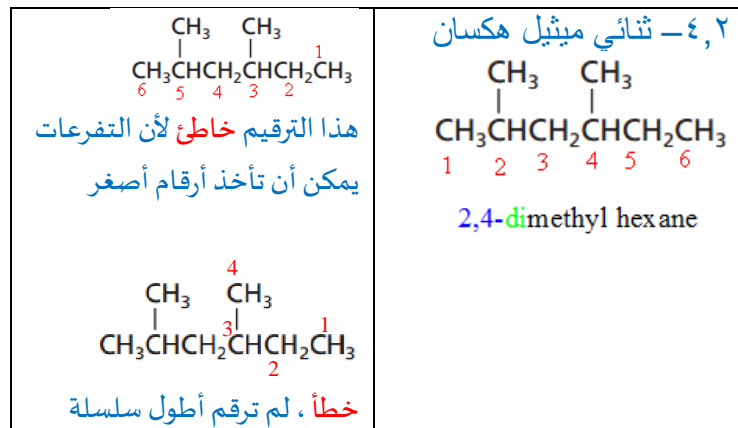 ٢,٤– ثنائي ميثيل هكسان
CH₃ CH₃
CH₃CHCH₂CHCH₂CH₃
1 2 3 4 5 6
2,4-dimethyl hexane
CH₃ CH₃
1
CH₃CHCH₂CHCH₂CH₃
6 5 4 3 2
هذا الترقيم خاطئ لأن التفرعات
يمكن أن تأخذ أرقام أصغر
4
CH₃ CH₃
3 1
CH₃CHCH₂CHCH₂CH₃
2
خطأ ، لم ترقم أطول سلسلة